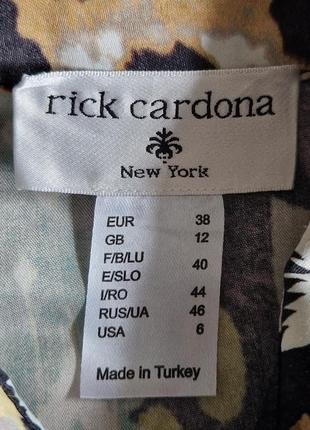 rick cardona
New York
EUR 38
GB 12
F/B/LU
E/SLO 40
I/RO 44
RUS/UA 46
USA 6
Made in Turkey